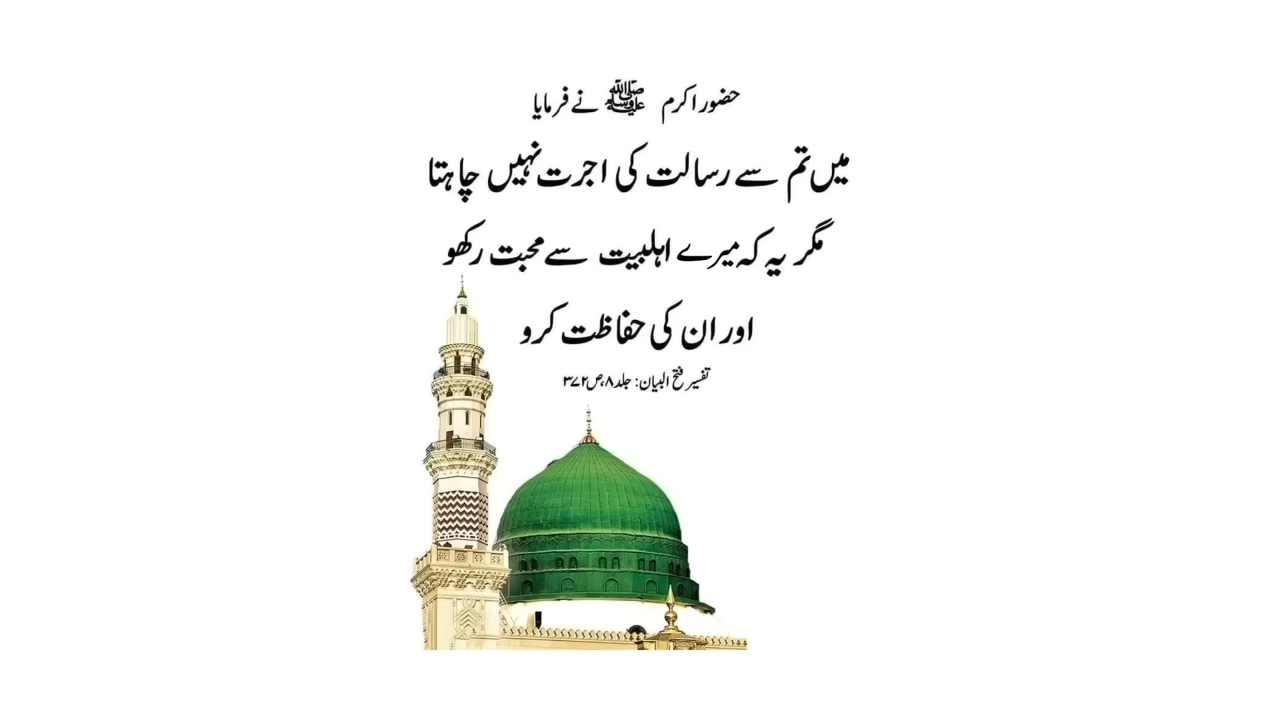 حضور اکرم ﷺ نے فرمایا
میں تم سے رسالت کی اجرت نہیں چاہتا
مگر یہ کہ میرے اہلبیت سے محبت رکھو
اور ان کی حفاظت کرو
تفسیر فتح البیان: جلد ۸، ص ۳۷۲